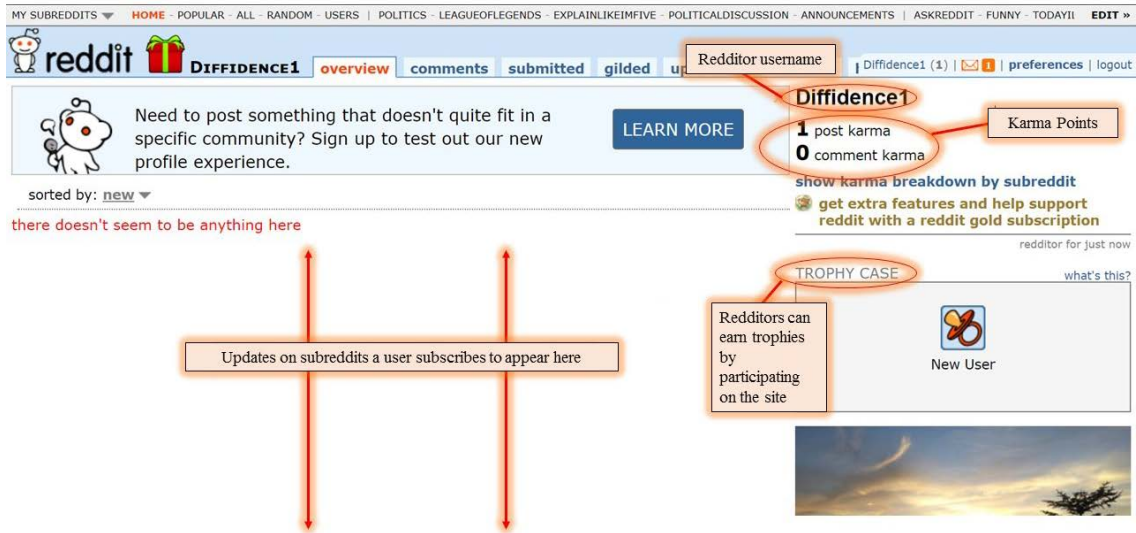 MY SUBREDDITS HOME - POPULAR - ALL - RANDOM - USERS | POLITICS - LEAGUEOFLEGENDS - EXPLAINLIKEIMFIVE - POLITICALDISCUSSION - ANNOUNCEMENTS | ASKREDDIT - FUNNY - EDIT »
reddit DIFFIDENCE1 overview comments submitted gilded
Redditor username
Diffidence1 (1) | 1 | preferences | logout
Need to post something that doesn't quite fit in a
specific community? Sign up to test out our new
profile experience.
LEARN MORE
Diffidence1
1 post karma
0 comment karma
Karma Points
show karma breakdown by subreddit
get extra features and help support
reddit with a reddit gold subscription
redditor for just now
sorted by: new
there doesn't seem to be anything here
TROPHY CASE what's this?
New User
Redditors can
earn trophies
by
participating
on the site
Updates on subreddits a user subscribes to appear here